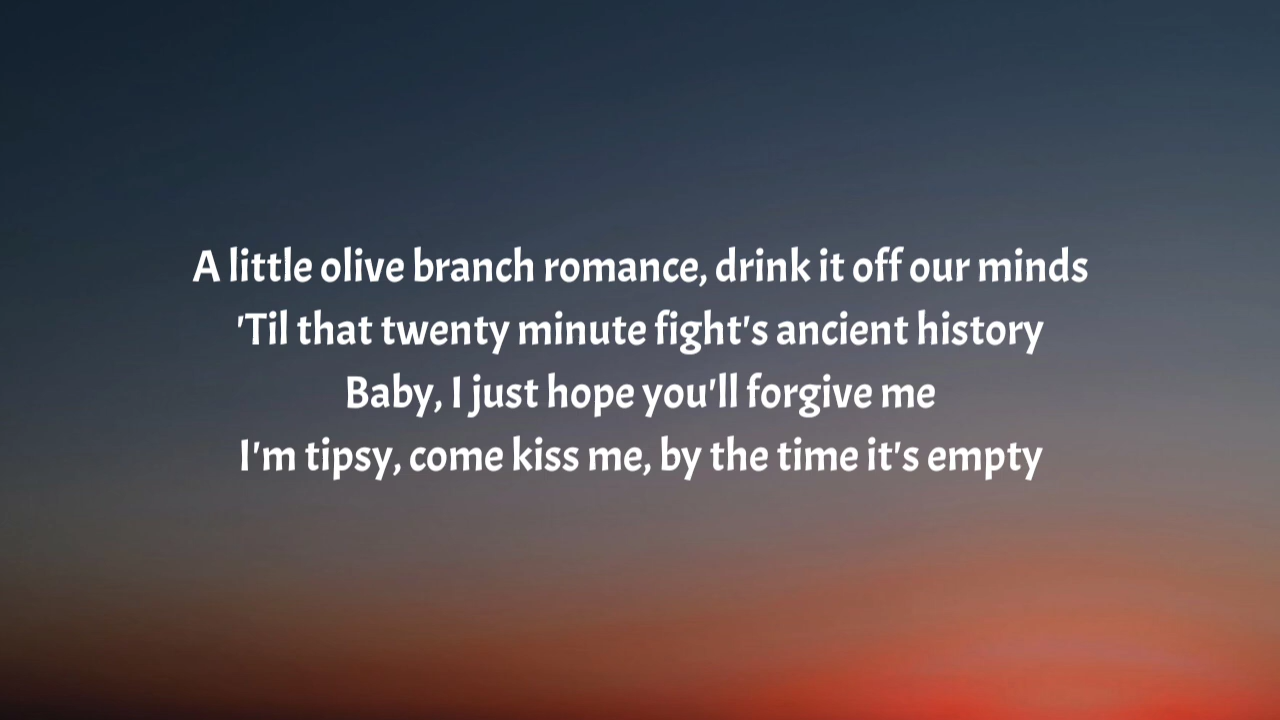 A little olive branch romance, drink it off our minds
'Til that twenty minute fight's ancient history
Baby, I just hope you'll forgive me
I'm tipsy, come kiss me, by the time it's empty